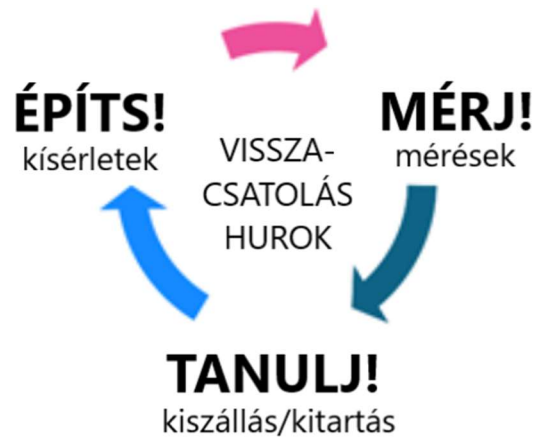 ÉPÍTS!
kísérletek
MÉRJ!
mérések
VISSZA-
CSATOLÁS
HUROK
TANULJ!
kiszállás/kitartás